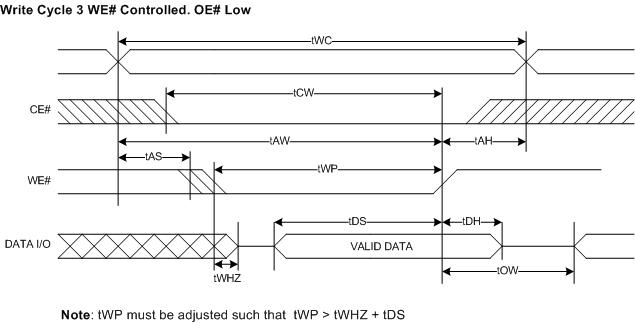 Write Cycle 3 WE# Controlled. OE# Low
tWC
tCW
CE#
tAW
tAH
tAS
tWP
WE#
tDS
tDH
DATA I/O
VALID DATA
tWHZ
tOW
Note: tWP must be adjusted such that tWP > tWHZ + tDS